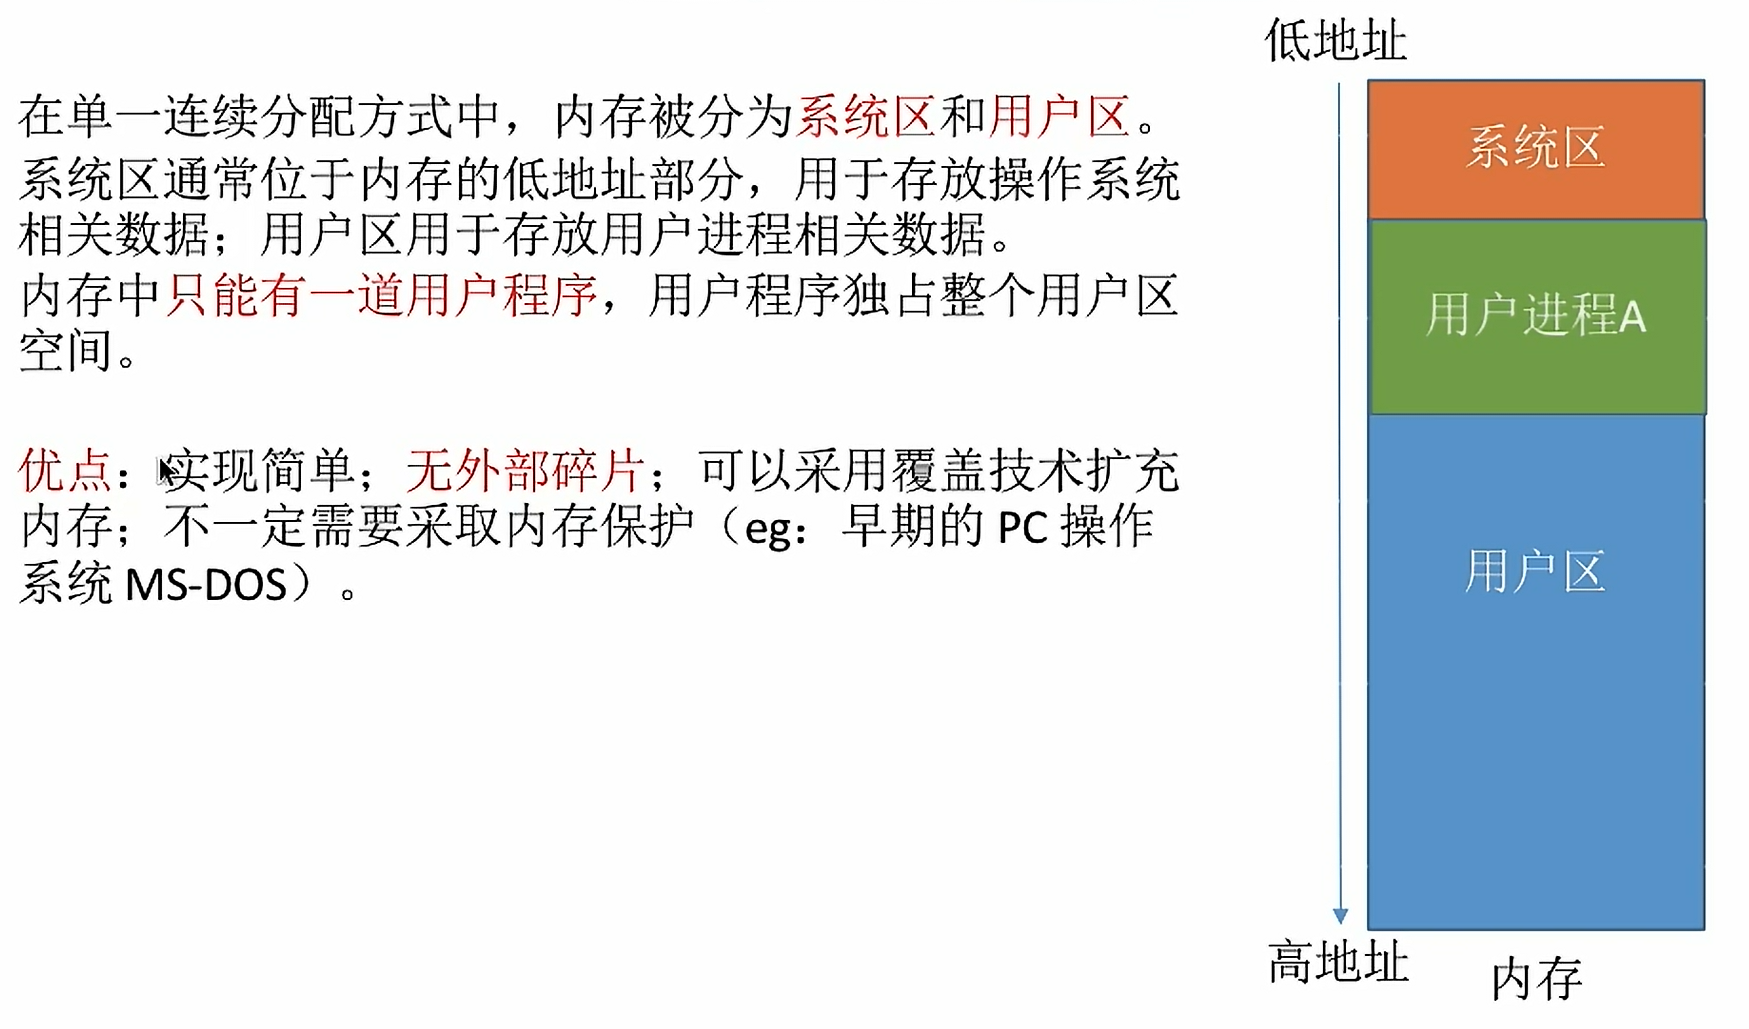 在单一连续分配方式中，内存被分为系统区和用户区。
系统区通常位于内存的低地址部分，用于存放操作系统
相关数据；用户区用于存放用户进程相关数据。
内存中只能有一道用户程序，用户程序独占整个用户区
空间。
优点：实现简单；无外部碎片；可以采用覆盖技术扩充
内存；不一定需要采取内存保护（eg：早期的 PC 操作
系统 MS-DOS）。
低地址
系统区
用户进程A
用户区
高地址
内存